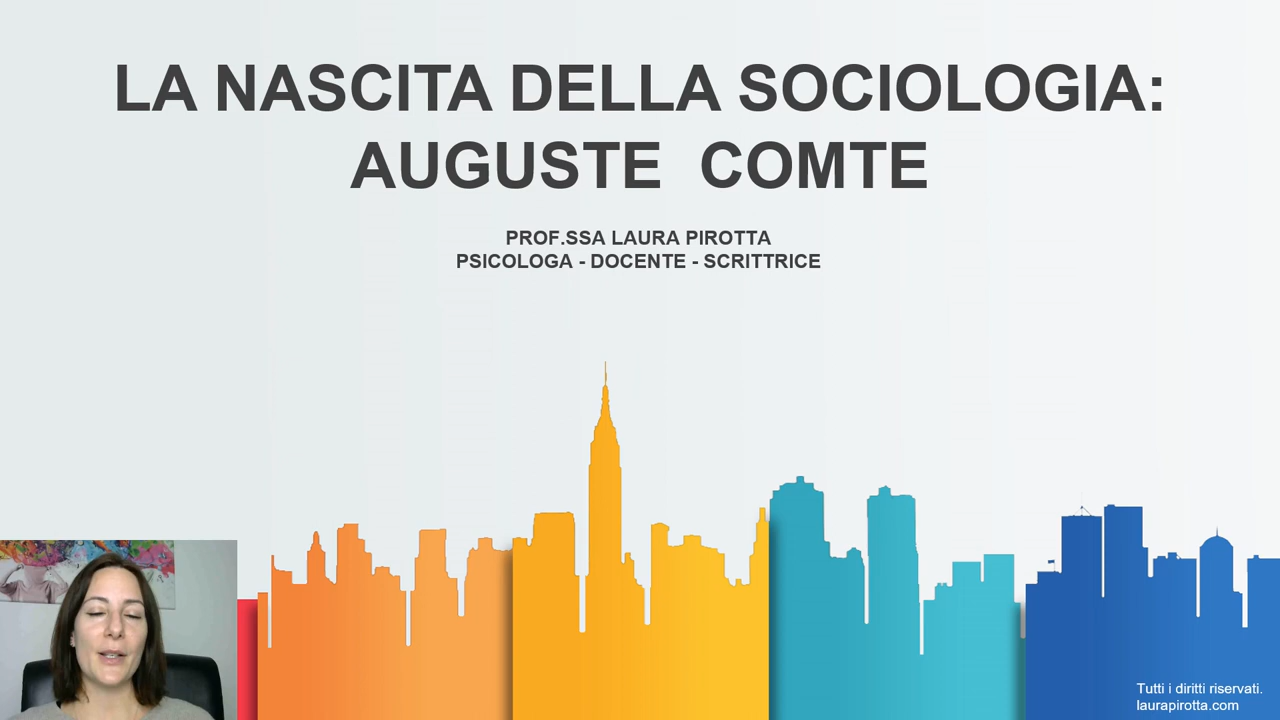 LA NASCITA DELLA SOCIOLOGIA:
AUGUSTE COMTE
PROF.SSA LAURA PIROTTA
PSICOLOGA - DOCENTE - SCRITTRICE
Tutti i diritti riservati.
laurapirotta.com